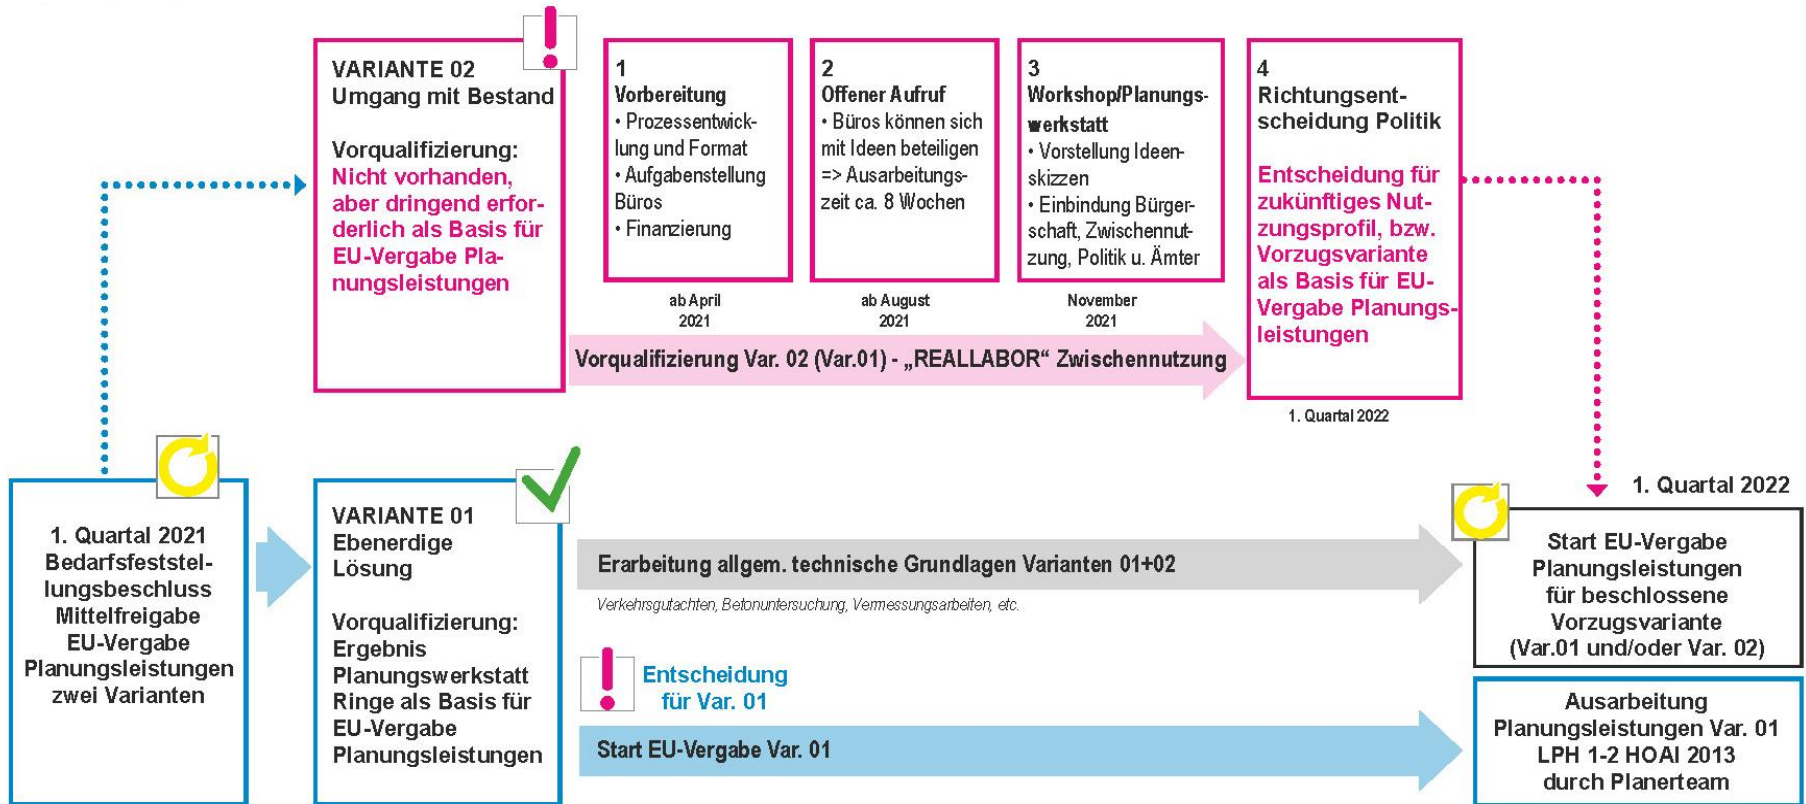 VARIANTE 02
Umgang mit Bestand
Vorqualifizierung:
Nicht vorhanden,
aber dringend erfor-
derlich als Basis für
EU-Vergabe Pla-
nungsleistungen
1
Vorbereitung
• Prozessentwick-
lung und Format
• Aufgabenstellung
Büros
• Finanzierung
ab April
2021
2
Offener Aufruf
• Büros können sich
mit Ideen beteiligen
=> Ausarbeitungs-
zeit ca. 8 Wochen
ab August
2021
3
Workshop/Planungs-
werkstatt
• Vorstellung Ideen-
skizzen
• Einbindung Bürger-
schaft, Zwischennut-
zung, Politik u. Ämter
November
2021
4
Richtungsent-
scheidung Politik
Entscheidung für
zukünftiges Nut-
zungsprofil, bzw.
Vorzugsvariante
als Basis für EU-
Vergabe Planungs-
leistungen
1. Quartal 2022
Vorqualifizierung Var. 02 (Var.01) - „REALLABOR“ Zwischennutzung
1. Quartal 2021
Bedarfsfeststel-
lungsbeschluss
Mittelfreigabe
EU-Vergabe
Planungsleistungen
zwei Varianten
VARIANTE 01
Ebenerdige
Lösung
Vorqualifizierung:
Ergebnis
Planungswerkstatt
Ringe als Basis für
EU-Vergabe
Planungsleistungen
Erarbeitung allgem. technische Grundlagen Varianten 01+02
Verkehrsgutachten, Betonuntersuchung, Vermessungsarbeiten, etc.
Entscheidung
für Var. 01
Start EU-Vergabe Var. 01
1. Quartal 2022
Start EU-Vergabe
Planungsleistungen
für beschlossene
Vorzugsvariante
(Var.01 und/oder Var. 02)
Ausarbeitung
Planungsleistungen Var. 01
LPH 1-2 HOAI 2013
durch Planerteam